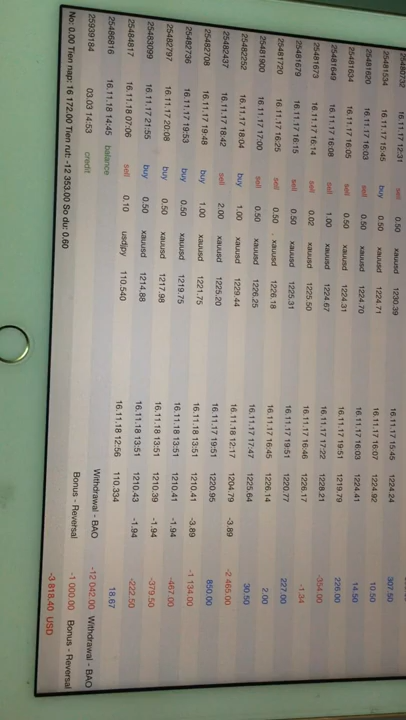 16.11.17 12:31 sell 0.50 xauusd 1230.39 16.11.17 15:45 1224.24 307.50
25481534 16.11.17 15:45 buy 0.50 xauusd 1224.71 16.11.17 16:07 1224.92 10.50
25481620 16.11.17 16:03 sell 0.50 xauusd 1224.70 16.11.17 16:03 1224.41 14.50
25481634 16.11.17 16:05 sell 0.50 xauusd 1224.31 16.11.17 19:51 1219.79 226.00
25481649 16.11.17 16:08 sell 1.00 xauusd 1224.67 16.11.17 17:22 1228.21 -354.00
25481673 16.11.17 16:14 sell 0.02 xauusd 1225.50 16.11.17 16:46 1226.17 -1.34
25481679 16.11.17 16:15 sell 0.50 xauusd 1225.31 16.11.17 19:51 1220.77 227.00
25481720 16.11.17 16:25 sell 0.50 xauusd 1226.18 16.11.17 16:45 1226.14 2.00
25481900 16.11.17 17:00 sell 0.50 xauusd 1226.25 16.11.17 17:47 1225.64 30.50
25482252 16.11.17 18:04 buy 1.00 xauusd 1229.44 16.11.18 12:17 1204.79 -3.89 -2 465.00
25482437 16.11.17 18:42 sell 2.00 xauusd 1225.20 16.11.17 19:51 1220.95 850.00
25482708 16.11.17 19:48 buy 1.00 xauusd 1221.75 16.11.18 13:51 1210.41 -3.89 -1 134.00
25482736 16.11.17 19:53 buy 0.50 xauusd 1219.75 16.11.18 13:51 1210.41 -1.94 -467.00
25482797 16.11.17 20:08 buy 0.50 xauusd 1217.98 16.11.18 13:51 1210.39 -1.94 -379.50
25483099 16.11.17 21:55 buy 0.50 xauusd 1214.88 16.11.18 13:51 1210.43 -1.94 -222.50
25484817 16.11.18 07:06 sell 0.10 usdjpy 110.540 16.11.18 12:56 110.334 18.67
25486816 16.11.18 14:45 balance Withdrawal - BAO -12 042.00 Withdrawal - BAO
25939184 03.03 14:53 credit Bonus - Reversal -1 000.00 Bonus - Reversal
No: 0.00 Tien nap: 16 172.00 Tien rut: -12 353.00 So du: 0.60 -3 818.40 USD